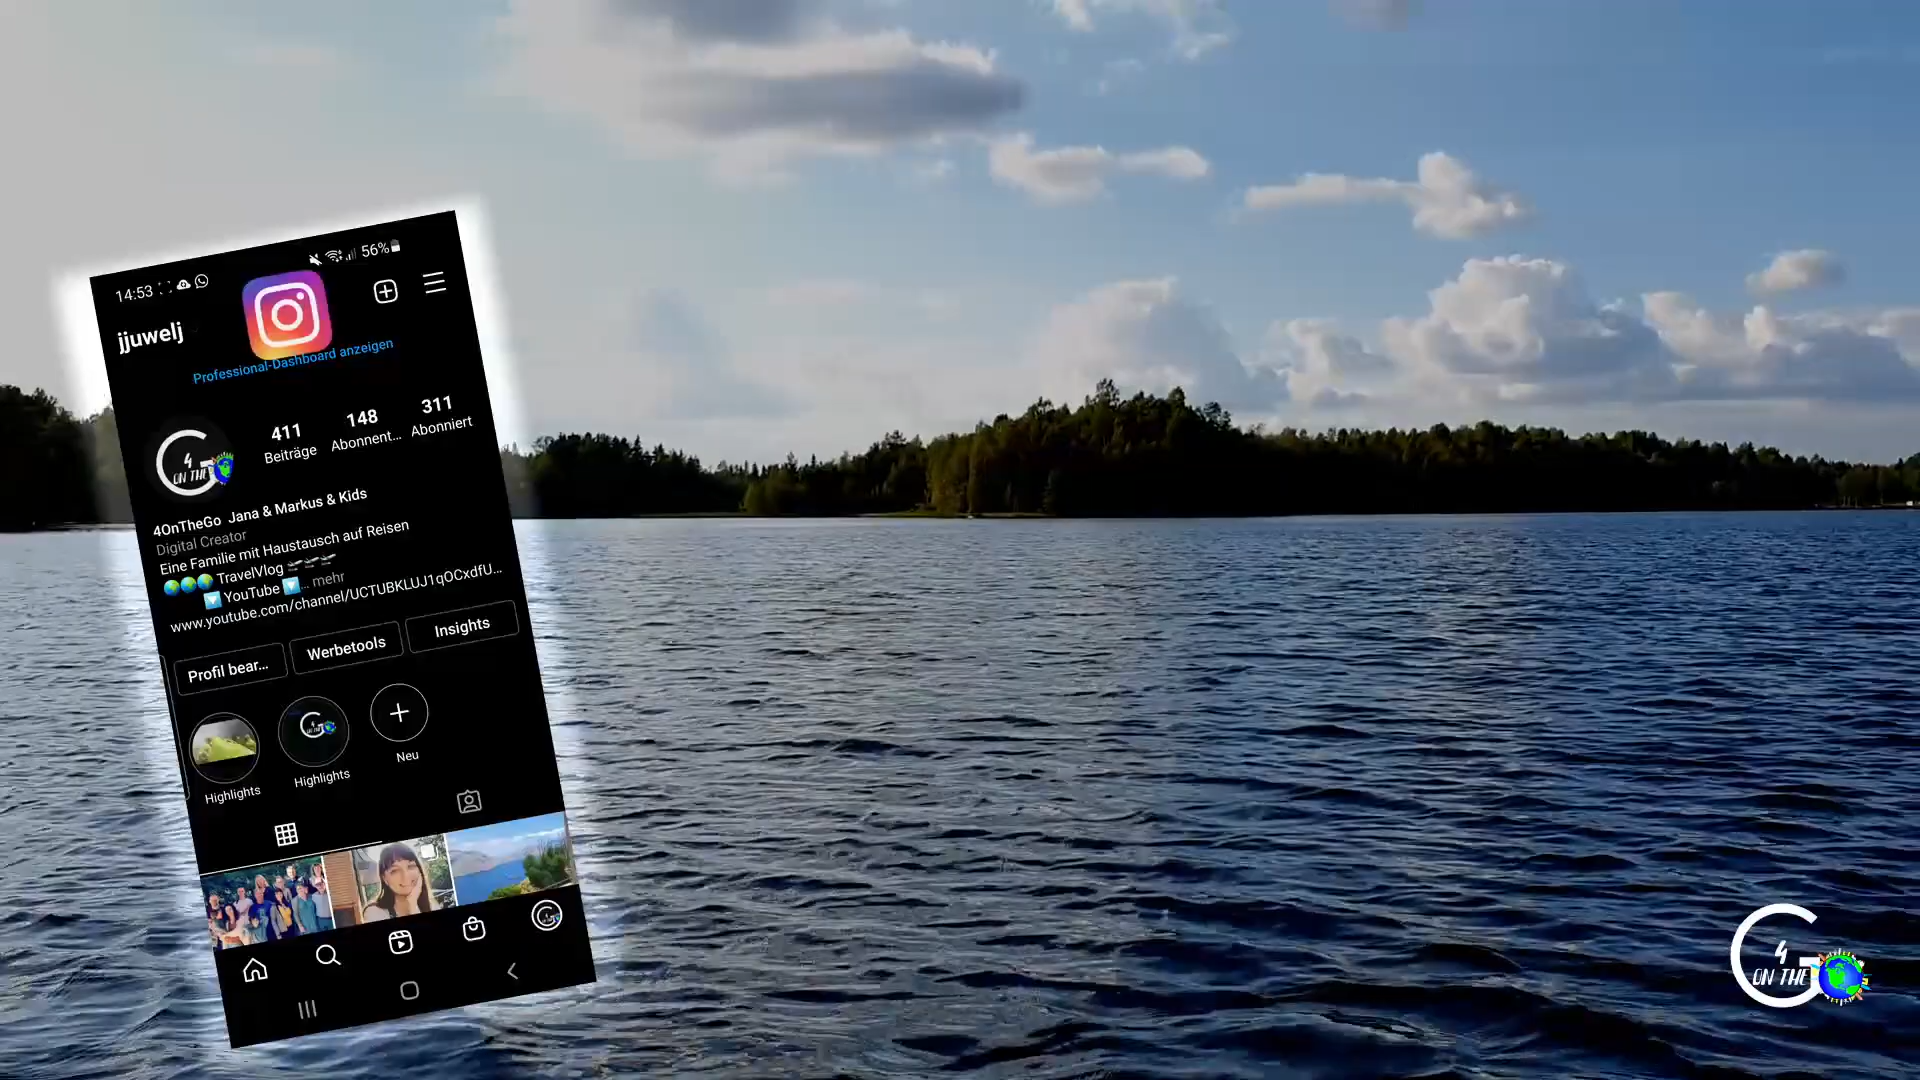 14:53
56%
jjuwelj
Professional-Dashboard anzeigen
411
148
311
Beiträge
Abonnent...
Abonniert
4
ON THE
4OnTheGo Jana & Markus & Kids
Digital Creator
Eine Familie mit Haustausch auf Reisen
🌍🌍🌍 TravelVlog 🛫🛫🛫
🔽 YouTube 🔽... mehr
www.youtube.com/channel/UCTUBKLUJ1qOCxdfU...
Profil bear...
Werbetools
Insights
Highlights
Highlights
Neu
4
ON THE